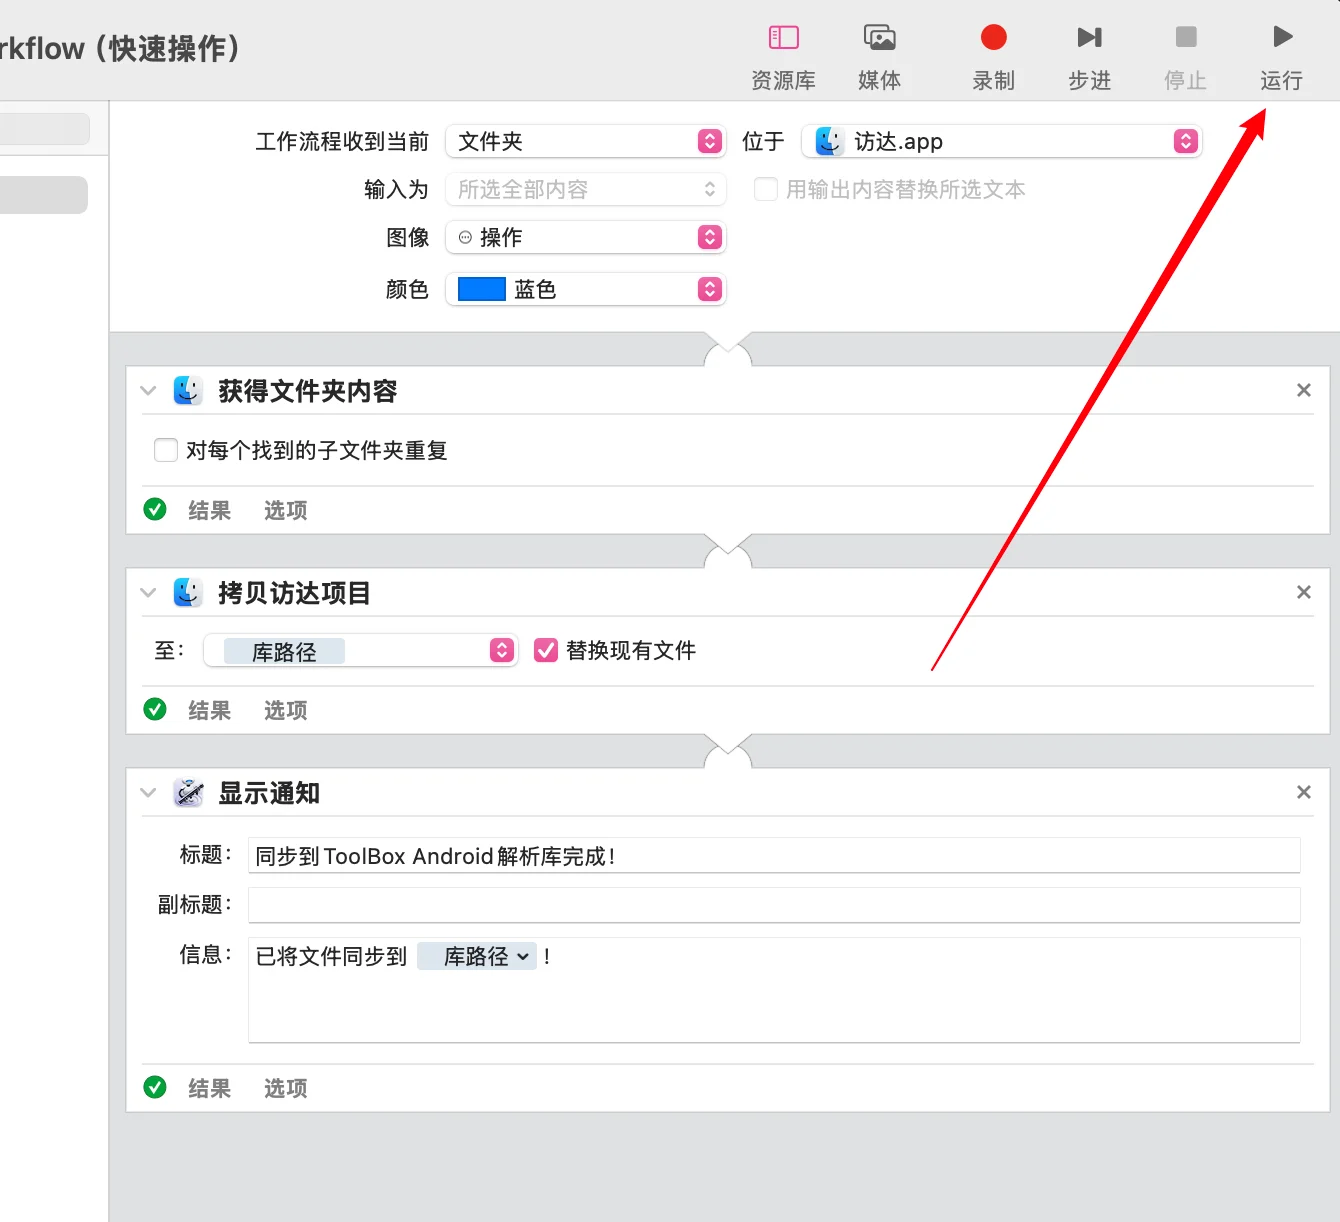 rkflow（快速操作）
资源库 媒体 录制 步进 停止 运行
工作流程收到当前 文件夹 位于 访达.app
输入为 所选全部内容 用输出内容替换所选文本
图像 操作
颜色 蓝色
获得文件夹内容
对每个找到的子文件夹重复
结果 选项
拷贝访达项目
至： 库路径 替换现有文件
结果 选项
显示通知
标题： 同步到ToolBox Android解析库完成！
副标题：
信息： 已将文件同步到 库路径 ！
结果 选项